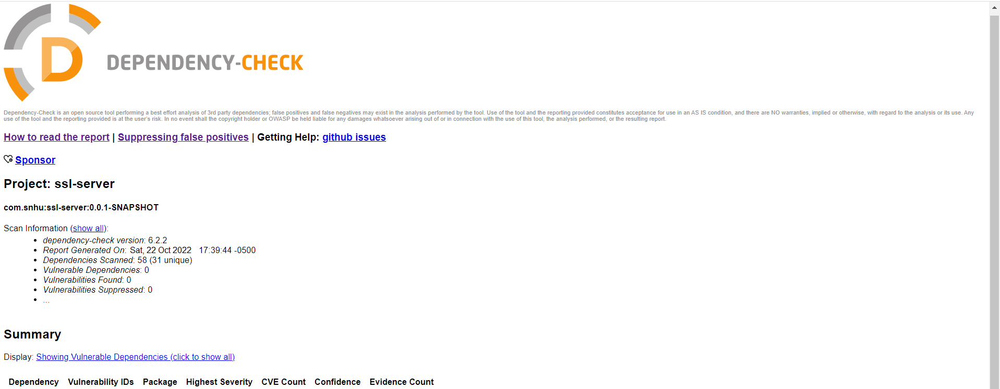 DEPENDENCY-CHECK
Dependency-Check is an open source tool performing a best effort analysis of 3rd party dependencies; false positives and false negatives may exist in the analysis performed by the tool. Use of the tool and the reporting provided constitutes acceptance for use in an AS IS condition, and there are NO warranties, implied or otherwise, with regard to the analysis or its use. Any
use of the tool and the reporting provided is at the user's risk. In no event shall the copyright holder or OWASP be held liable for any damages whatsoever arising out of or in connection with the use of this tool, the analysis performed, or the resulting report.
How to read the report | Suppressing false positives | Getting Help: github issues
Sponsor
Project: ssl-server
com.snhu:ssl-server:0.0.1-SNAPSHOT
Scan Information (show all):
• dependency-check version: 6.2.2
• Report Generated On: Sat, 22 Oct 2022 17:39:44 -0500
• Dependencies Scanned: 58 (31 unique)
• Vulnerable Dependencies: 0
• Vulnerabilities Found: 0
• Vulnerabilities Suppressed: 0
• ...
Summary
Display: Showing Vulnerable Dependencies (click to show all)
Dependency Vulnerability IDs Package Highest Severity CVE Count Confidence Evidence Count